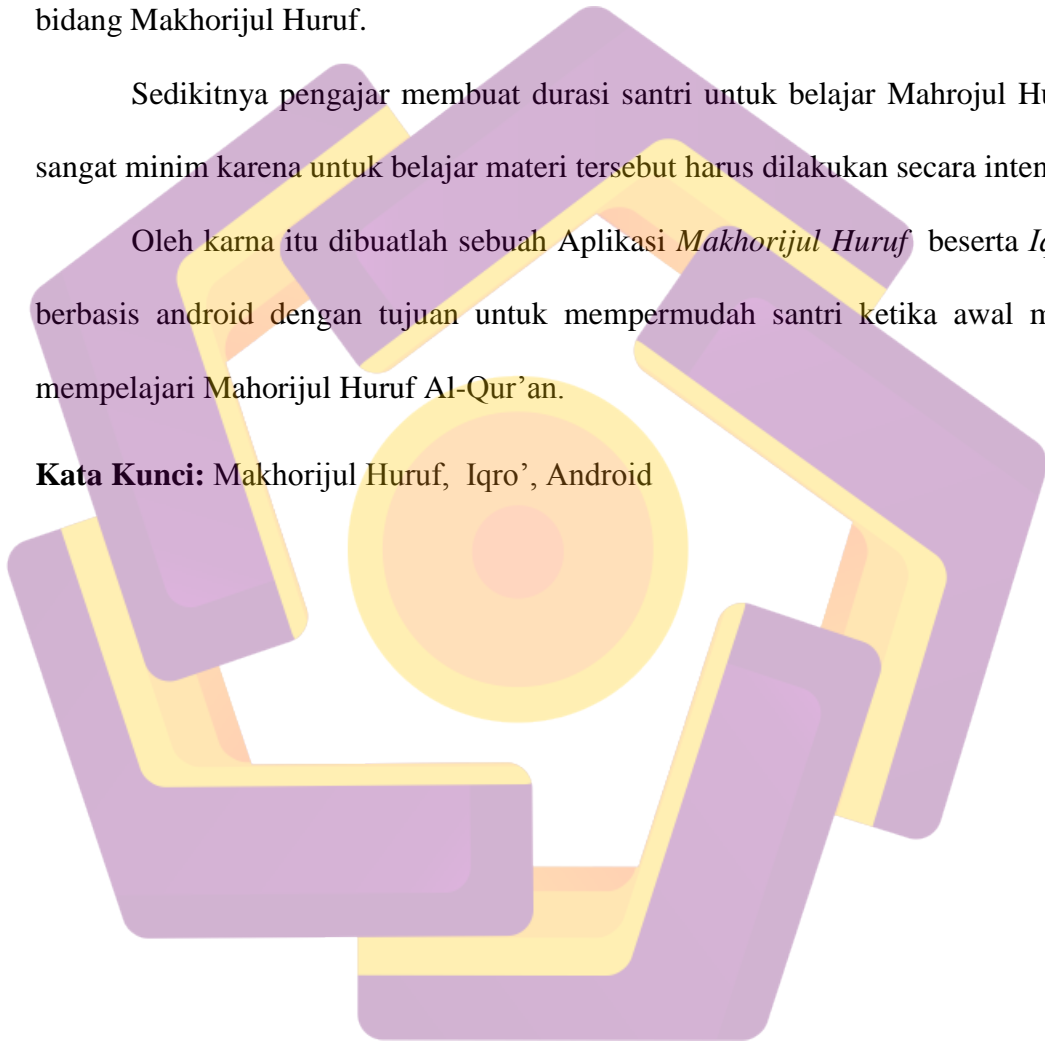 bidang Makhorijul Huruf.
Sedikitnya pengajar membuat durasi santri untuk belajar Mahrojul Hu
sangat minim karena untuk belajar materi tersebut harus dilakukan secara inten
Oleh karna itu dibuatlah sebuah Aplikasi Makhorijul Huruf beserta Iq
berbasis android dengan tujuan untuk mempermudah santri ketika awal m
mempelajari Mahorijul Huruf Al-Qur’an.
Kata Kunci: Makhorijul Huruf, Iqro’, Android